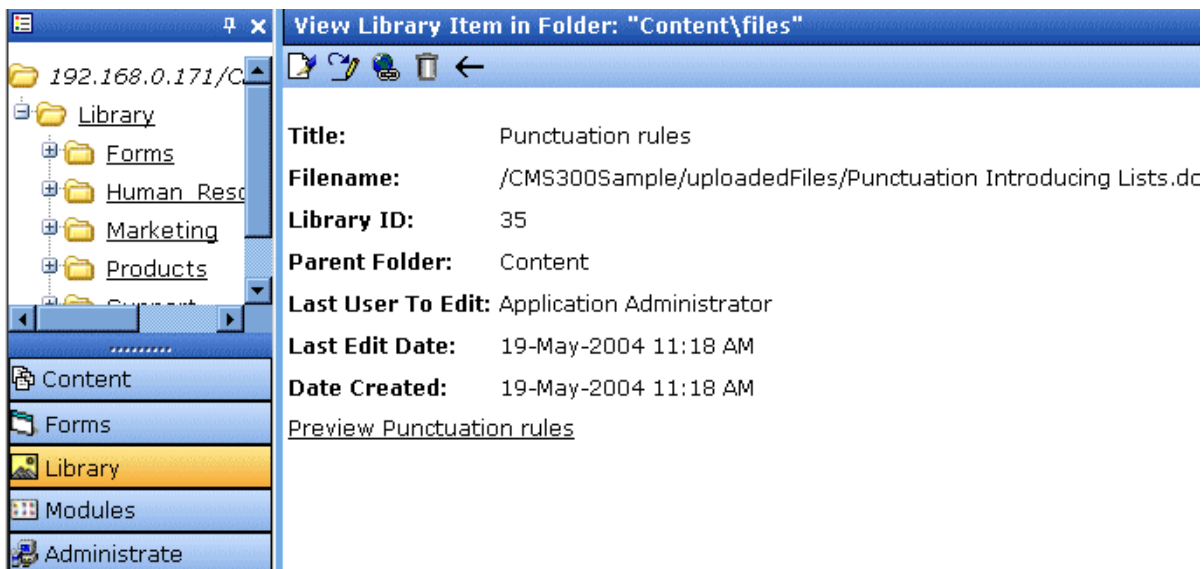 View Library Item in Folder: "Content\files"
192.168.0.171/C
Library
Forms
Human Reso
Marketing
Products
Support
Content
Forms
Library
Modules
Administrate
Title: Punctuation rules
Filename: /CMS300Sample/uploadedFiles/Punctuation Introducing Lists.do
Library ID: 35
Parent Folder: Content
Last User To Edit: Application Administrator
Last Edit Date: 19-May-2004 11:18 AM
Date Created: 19-May-2004 11:18 AM
Preview Punctuation rules